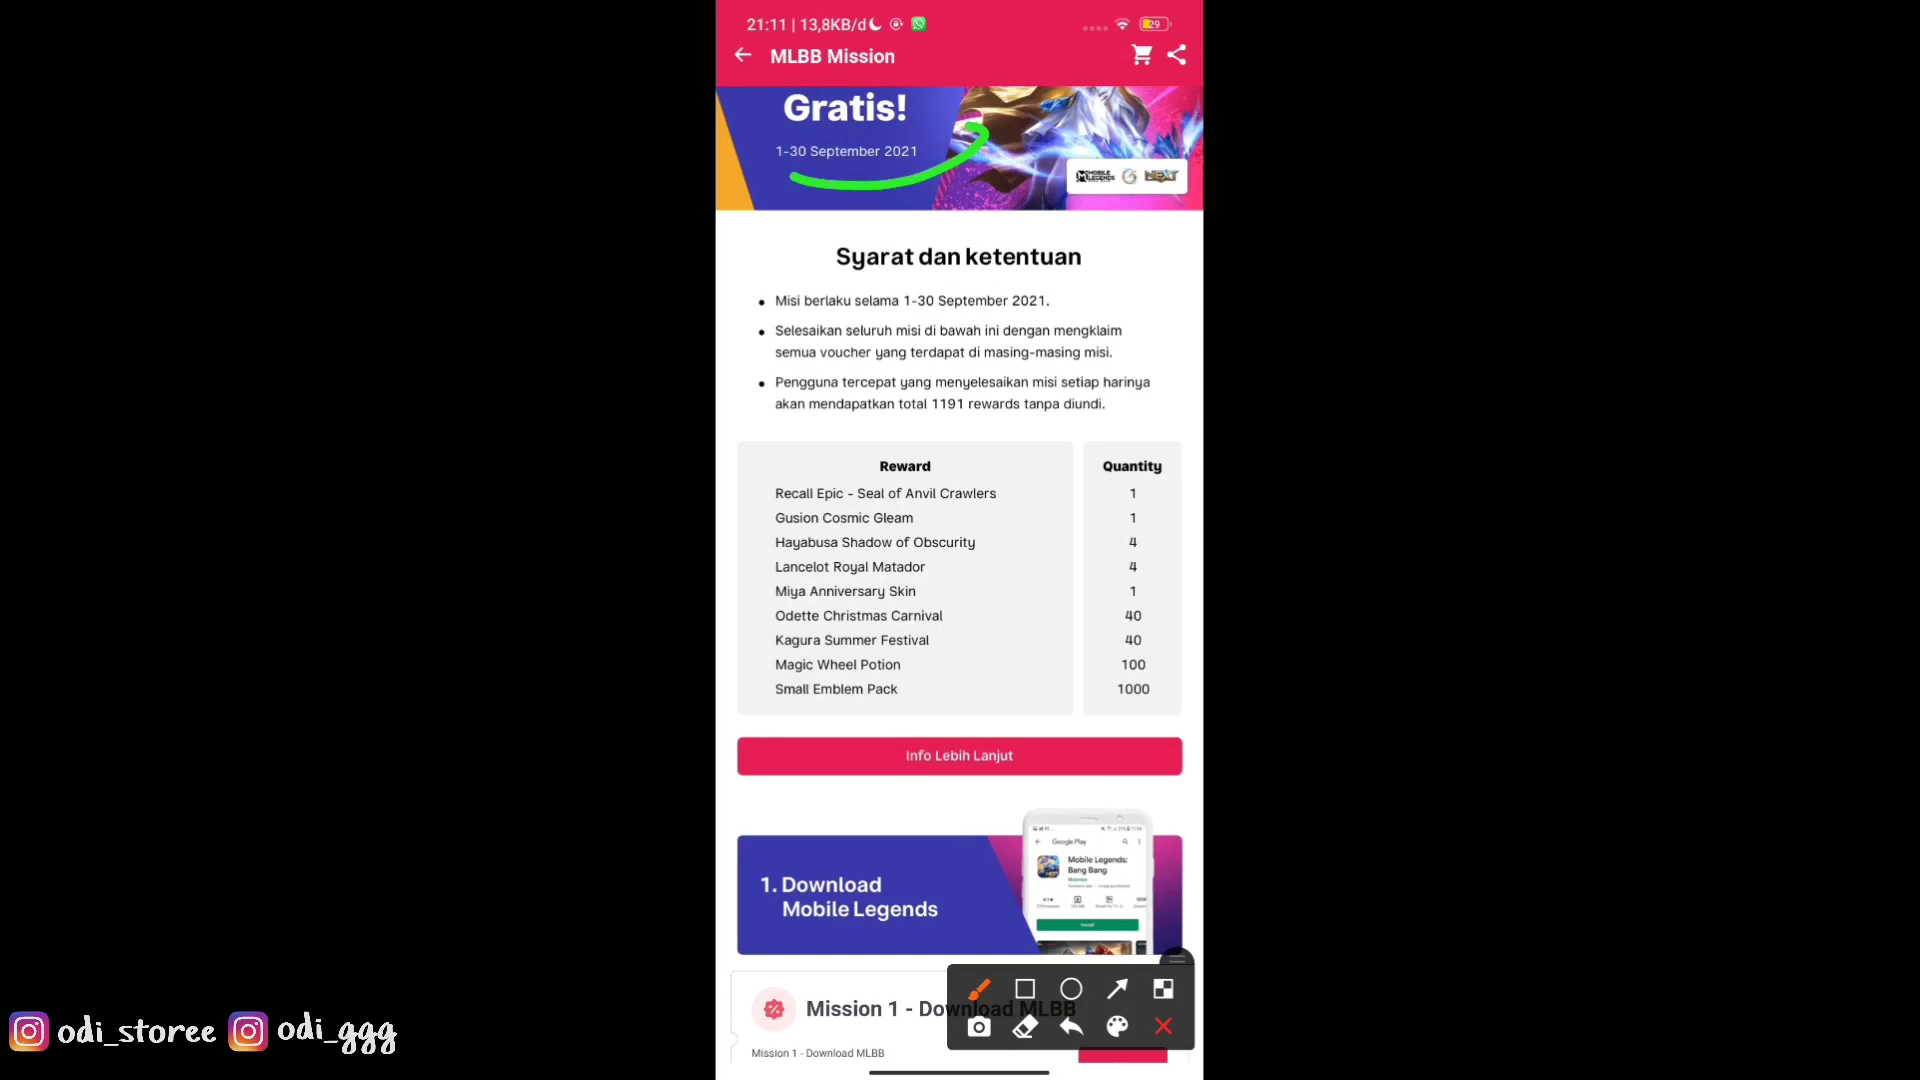 21:11 | 13,8KB/d
29
MLBB Mission
Gratis!
1-30 September 2021
MOBILE LEGENDS
NEXT
Syarat dan ketentuan
• Misi berlaku selama 1-30 September 2021.
• Selesaikan seluruh misi di bawah ini dengan mengklaim
semua voucher yang terdapat di masing-masing misi.
• Pengguna tercepat yang menyelesaikan misi setiap harinya
akan mendapatkan total 1191 rewards tanpa diundi.
Reward Quantity
Recall Epic - Seal of Anvil Crawlers 1
Gusion Cosmic Gleam 1
Hayabusa Shadow of Obscurity 4
Lancelot Royal Matador 4
Miya Anniversary Skin 1
Odette Christmas Carnival 40
Kagura Summer Festival 40
Magic Wheel Potion 100
Small Emblem Pack 1000
Info Lebih Lanjut
1. Download
Mobile Legends
Google Play
Mobile Legends:
Bang Bang
Install
Mission 1 - Download MLBB
Mission 1 - Download MLBB
odi_storee odi_ggg